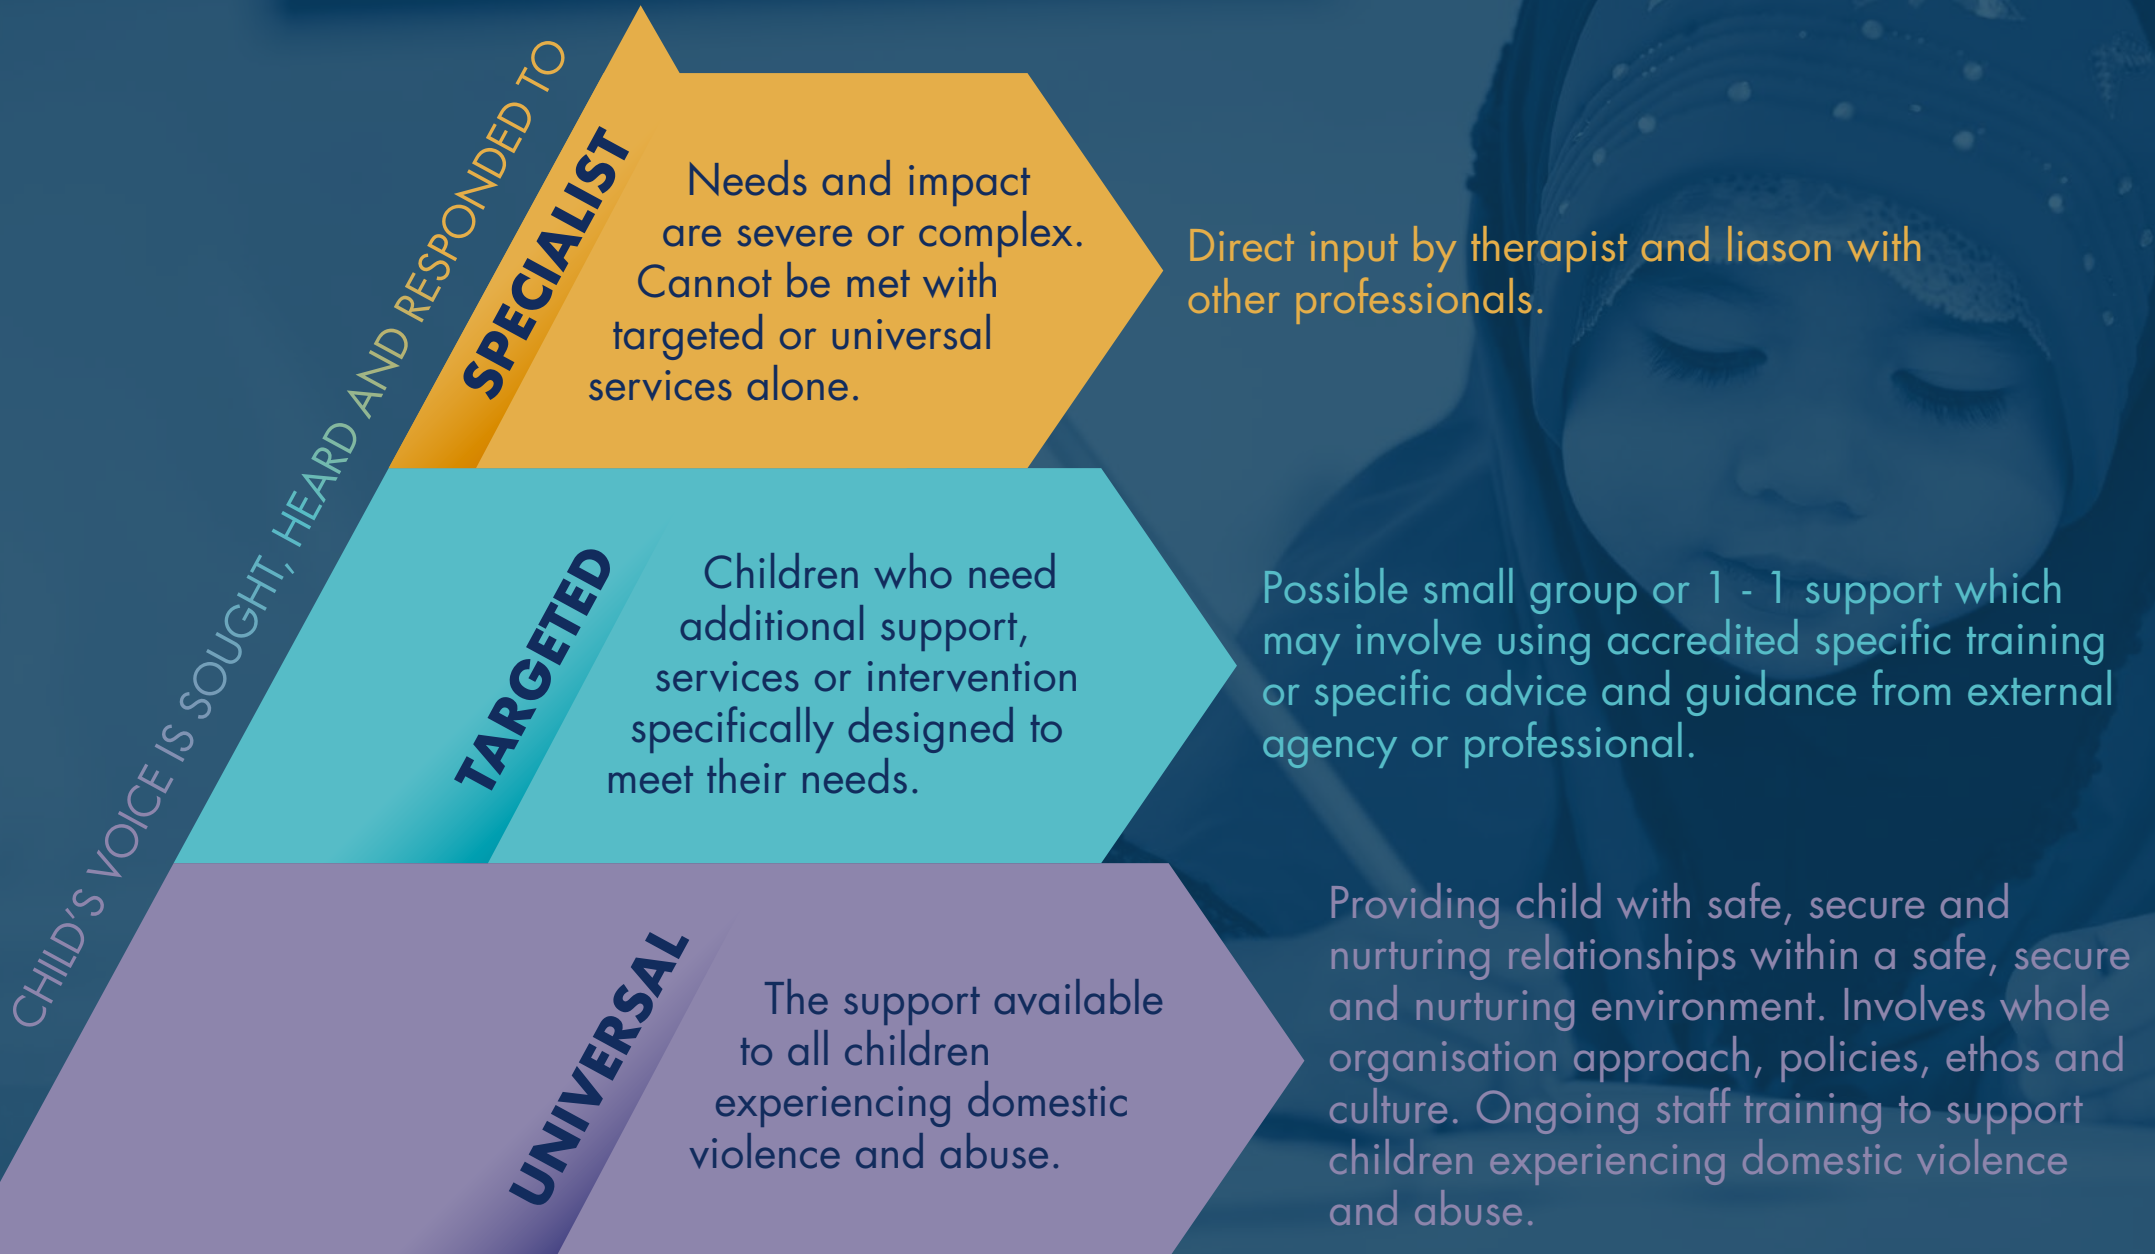 CHILD'S VOICE IS SOUGHT, HEARD AND RESPONDED TO
SPECIALIST
Needs and impact
are severe or complex.
Cannot be met with
targeted or universal
services alone.
Direct input by therapist and liason with
other professionals.
TARGETED
Children who need
additional support,
services or intervention
specifically designed to
meet their needs.
Possible small group or 1 - 1 support which
may involve using accredited specific training
or specific advice and guidance from external
agency or professional.
UNIVERSAL
The support available
to all children
experiencing domestic
violence and abuse.
Providing child with safe, secure and
nurturing relationships within a safe, secure
and nurturing environment. Involves whole
organisation approach, policies, ethos and
culture. Ongoing staff training to support
children experiencing domestic violence
and abuse.